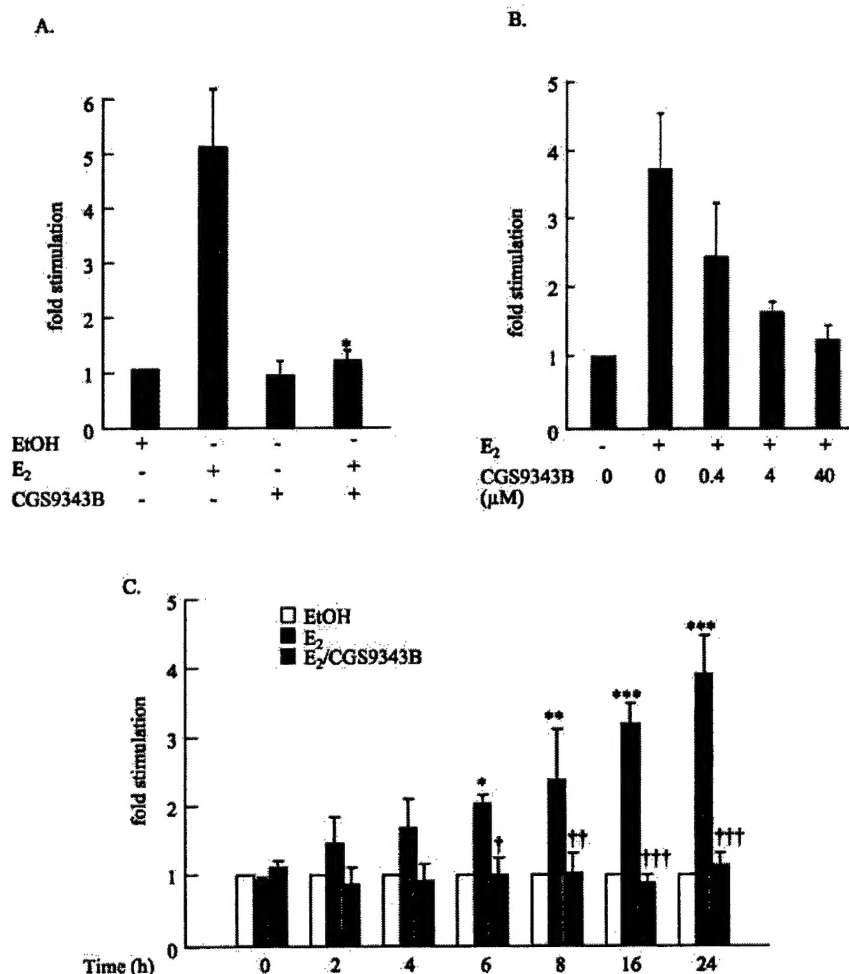 A.
6
5
4
3
2
1
0
fold stimulation
*
EtOH + - - -
E2 - + - +
CGS9343B - - + +
B.
5
4
3
2
1
0
fold stimulation
E2 - + + + +
CGS9343B 0 0 0.4 4 40
(µM)
C.
5
4
3
2
1
0
fold stimulation
EtOH
E2
E2/CGS9343B
* ** *** ***
† †† ††† †††
Time (h) 0 2 4 6 8 16 24